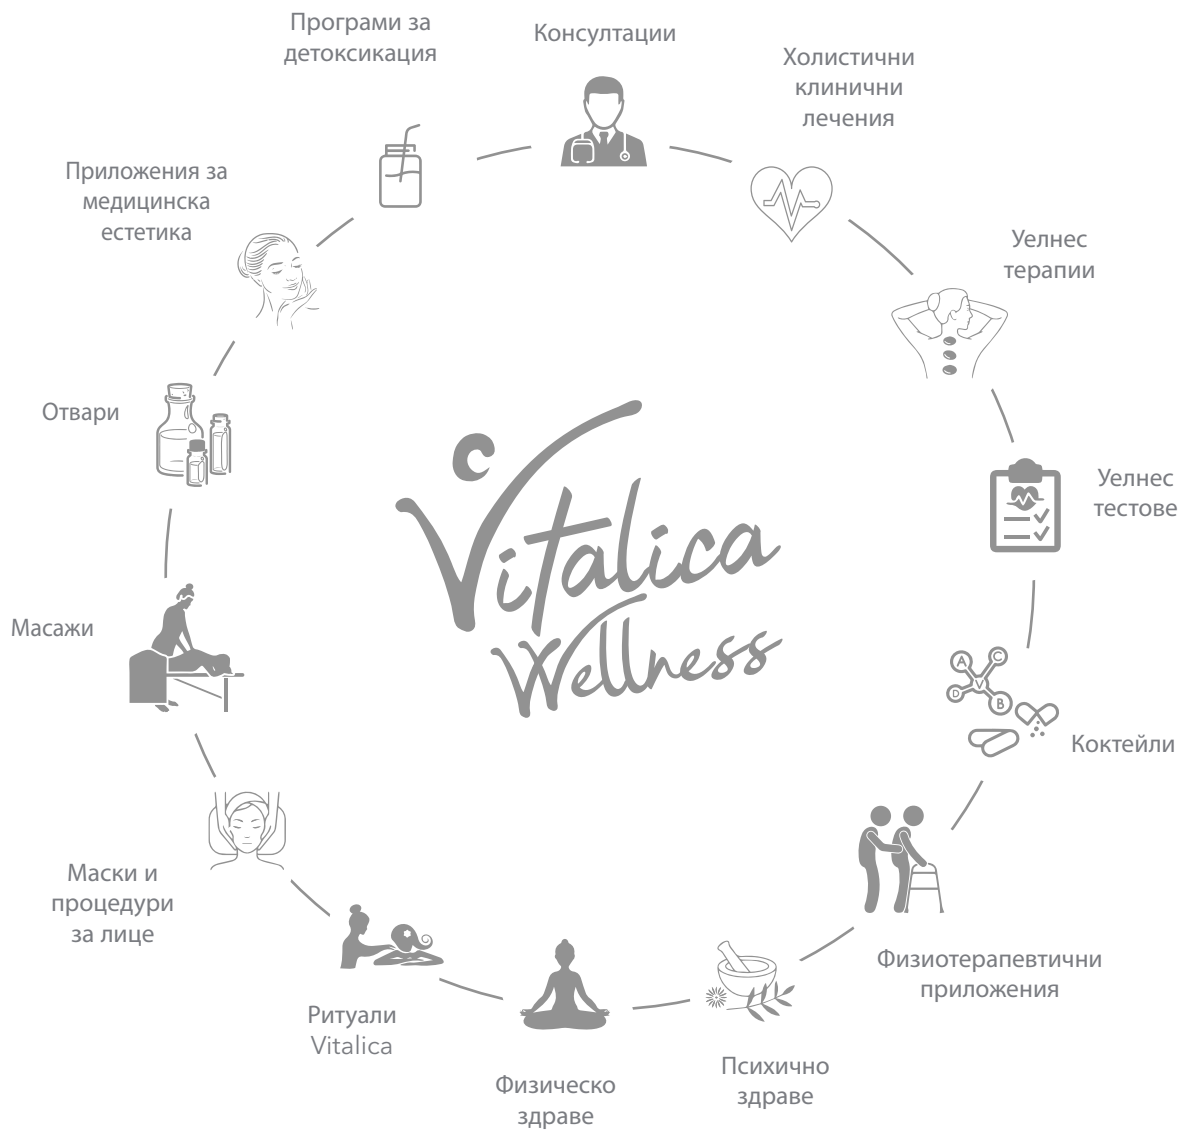 Програми за
детоксикация
Консултации
Холистични
клинични
лечения
Уелнес
терапии
Уелнес
тестове
A
C
V
D
B
Коктейли
Физиотерапевтични
приложения
Психично
здраве
Физическо
здраве
Ритуали
Vitalica
Маски и
процедури
за лице
Масажи
Отвари
Приложения за
медицинска
естетика
Vitalica
Wellness